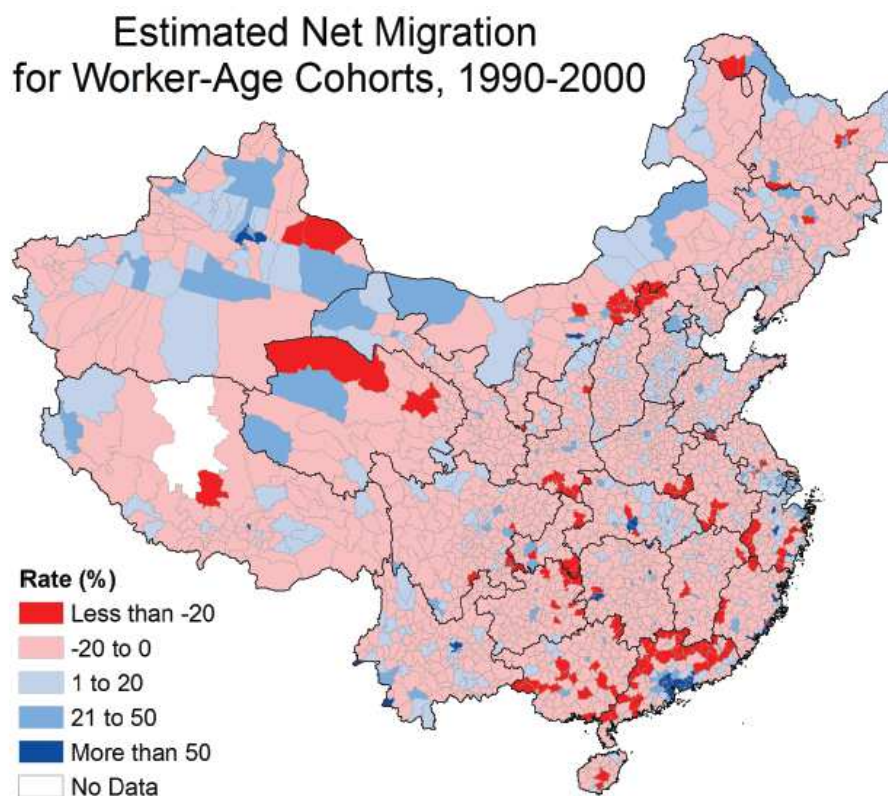 Estimated Net Migration
for Worker-Age Cohorts, 1990-2000
Rate (%)
Less than -20
-20 to 0
1 to 20
21 to 50
More than 50
No Data